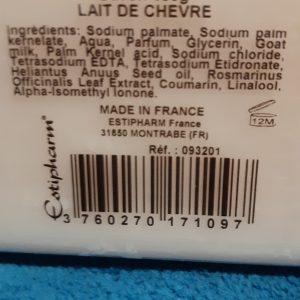 LAIT DE CHEVRE
Ingrédients: Sodium palmate, Sodium palm
kernelate, Aqua, Parfum, Glycerin, Goat
milk, Palm Kernel acid, Sodium chloride,
Tetrasodium EDTA, Tetrasodium Etidronate,
Heliantus Anuus Seed oil, Rosmarinus
Officinalis Leaf Extract, Coumarin, Linalool,
Alpha-Isomethyl Ionone.
MADE IN FRANCE
ESTIPHARM France
31850 MONTRABE (FR)
12M
Réf. : 093201
Estipharm®
3 760270 171097